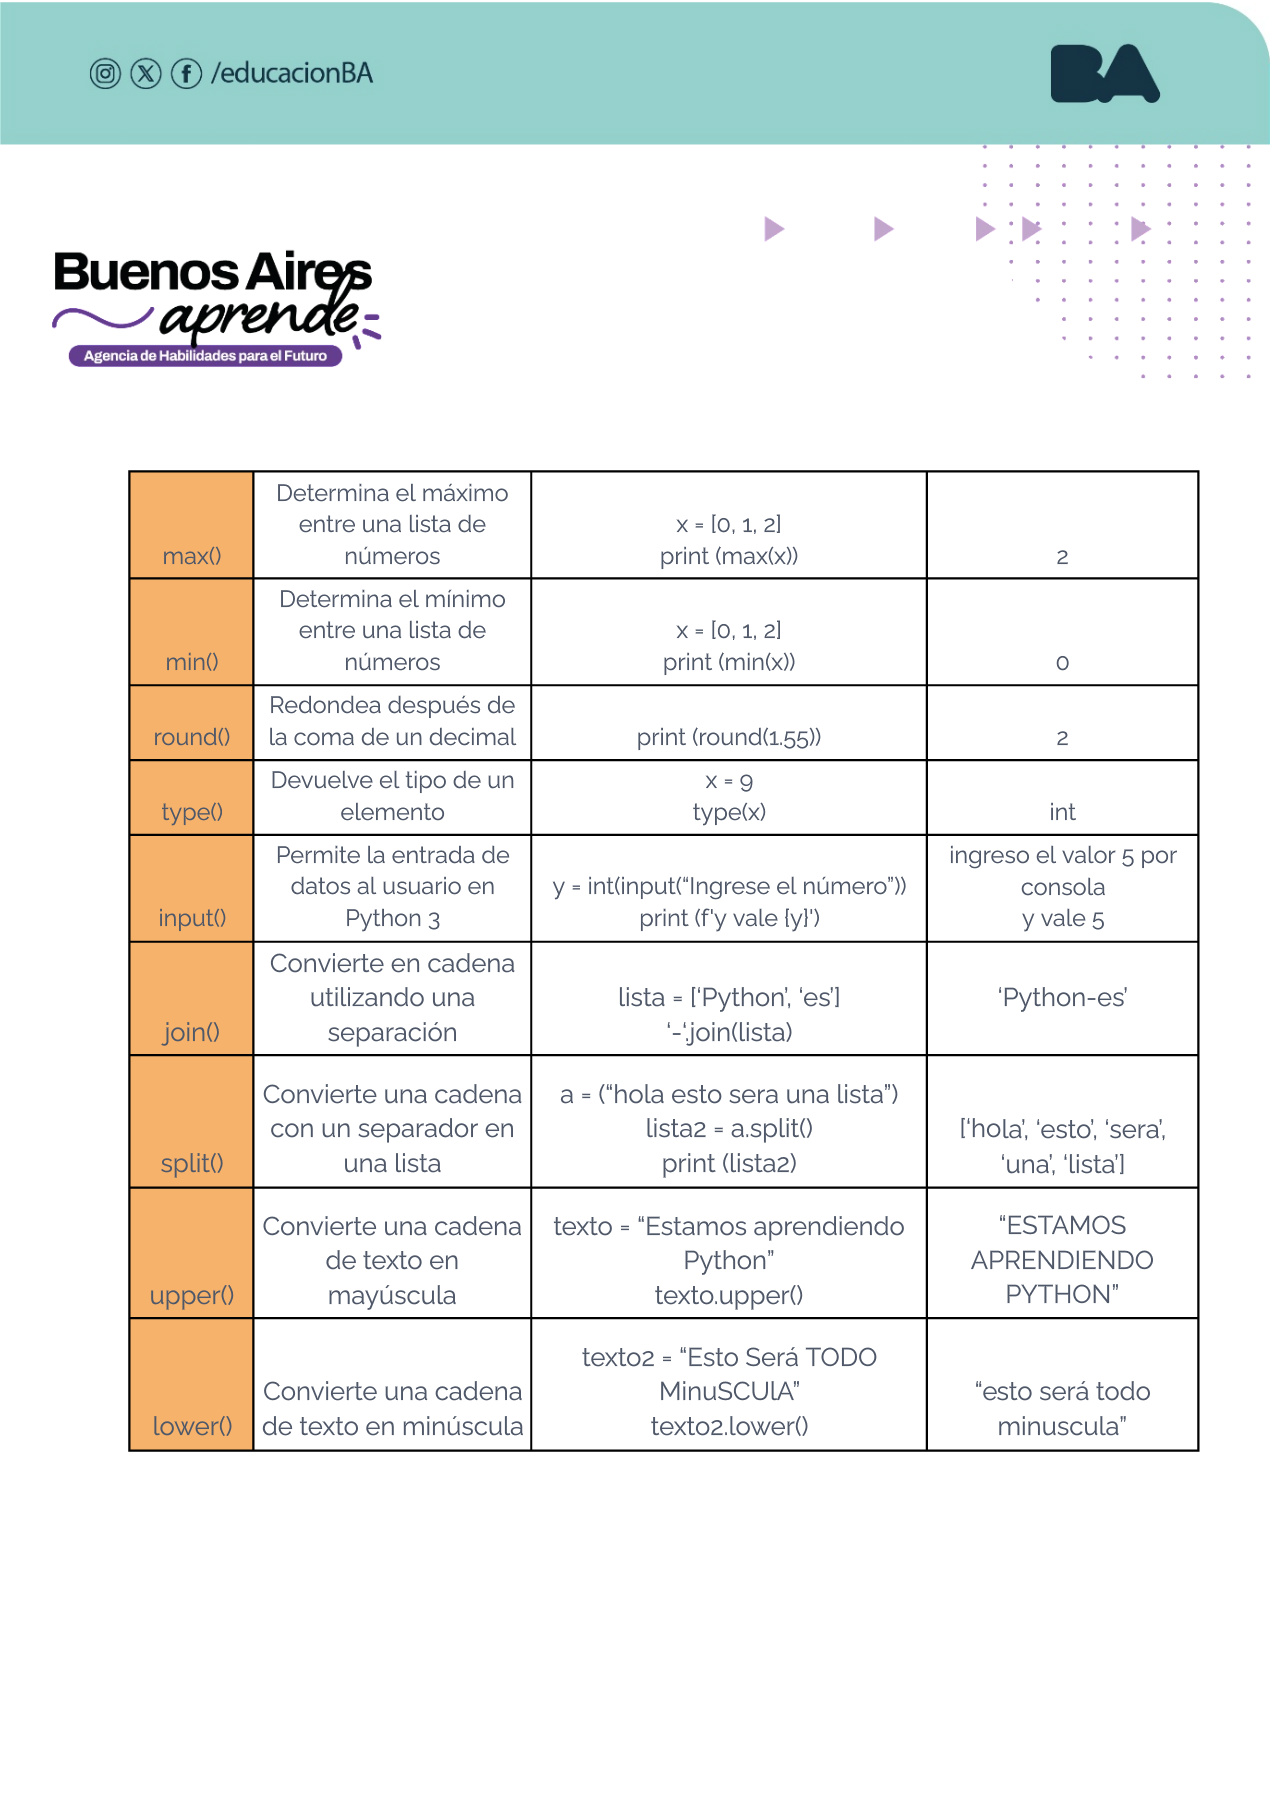 /educacionBA
BA
Buenos Aires
aprende
Agencia de Habilidades para el Futuro
max()
Determina el máximo
entre una lista de
números
x = [0, 1, 2]
print (max(x))
2
min()
Determina el mínimo
entre una lista de
números
x = [0, 1, 2]
print (min(x))
0
round()
Redondea después de
la coma de un decimal
print (round(1.55))
2
type()
Devuelve el tipo de un
elemento
x = 9
type(x)
int
input()
Permite la entrada de
datos al usuario en
Python 3
y = int(input(“Ingrese el número”))
print (f'y vale {y}')
ingreso el valor 5 por
consola
y vale 5
join()
Convierte en cadena
utilizando una
separación
lista = [‘Python’, ‘es’]
‘-‘.join(lista)
‘Python-es’
split()
Convierte una cadena
con un separador en
una lista
a = (“hola esto sera una lista”)
lista2 = a.split()
print (lista2)
[‘hola’, ‘esto’, ‘sera’,
‘una’, ‘lista’]
upper()
Convierte una cadena
de texto en
mayúscula
texto = “Estamos aprendiendo
Python”
texto.upper()
“ESTAMOS
APRENDIENDO
PYTHON”
lower()
Convierte una cadena
de texto en minúscula
texto2 = “Esto Será TODO
MinuSCUlA”
texto2.lower()
“esto será todo
minuscula”